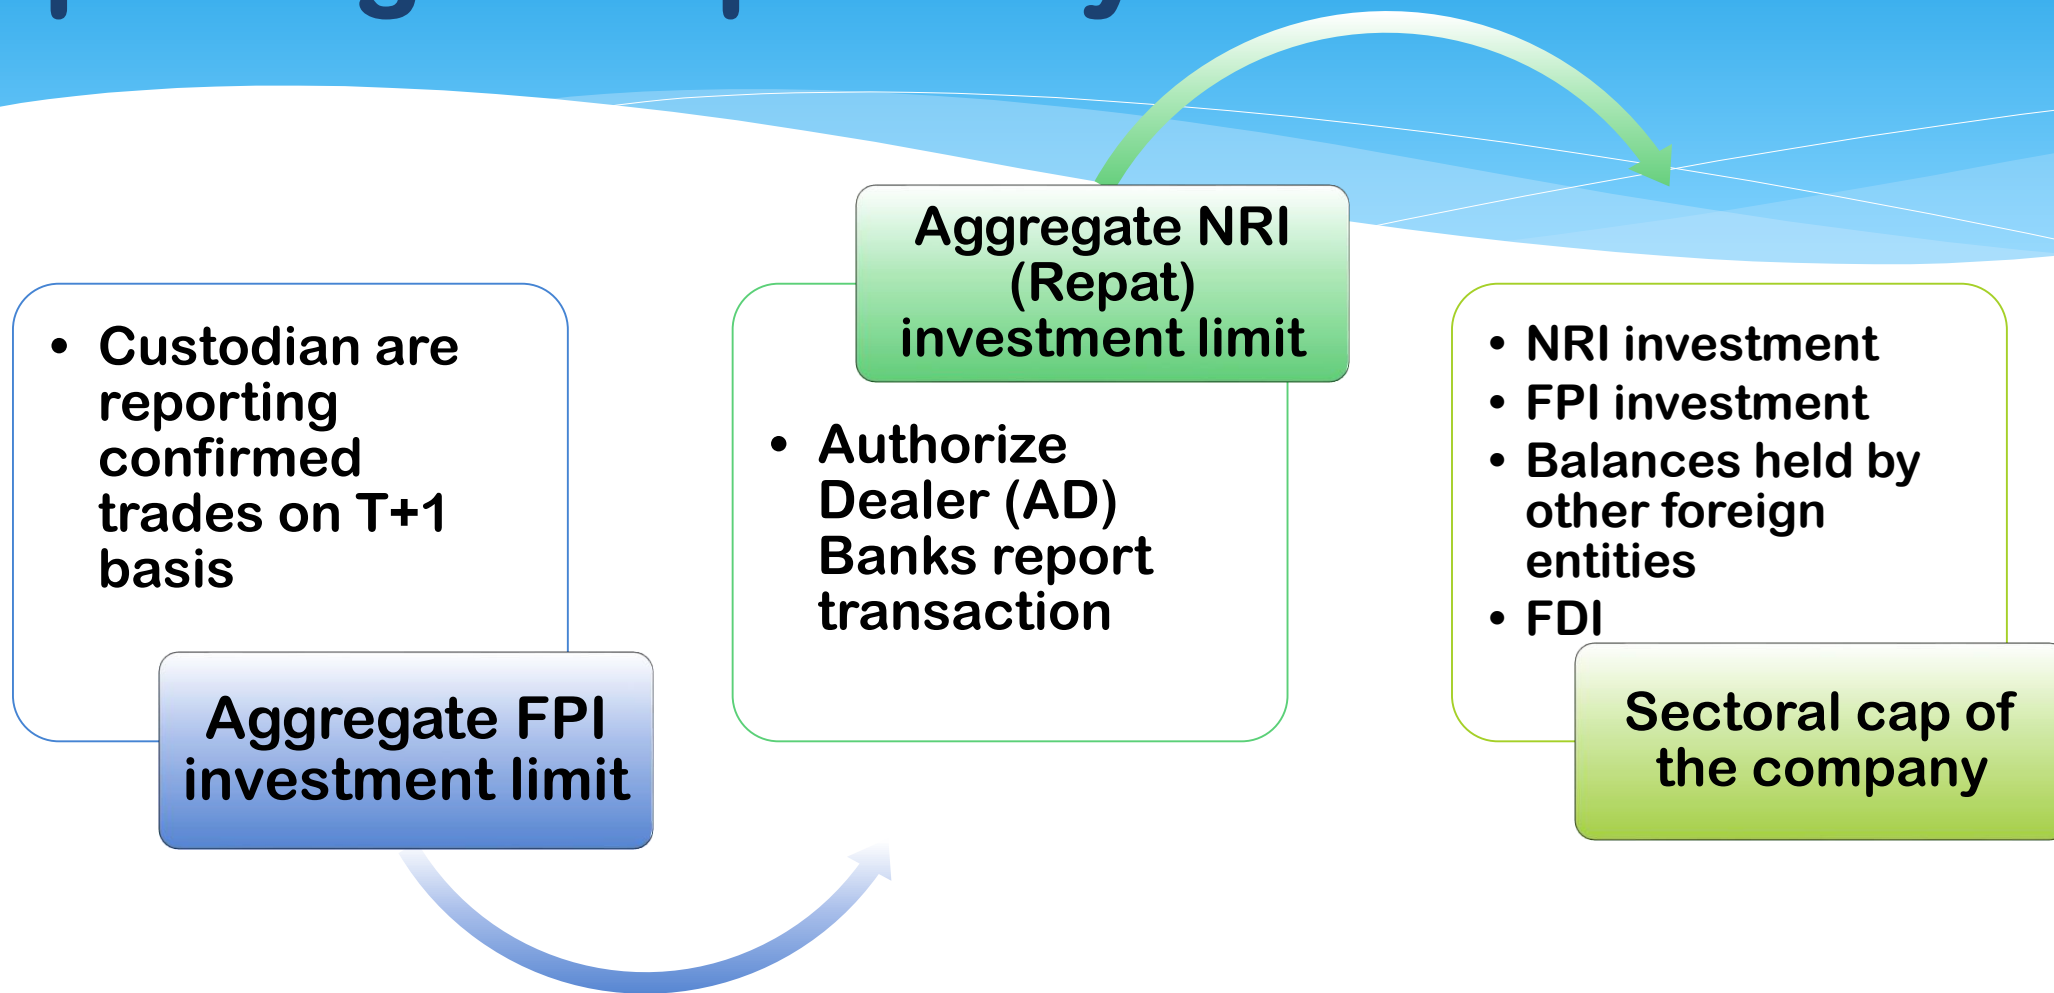 • Custodian are
reporting
confirmed
trades on T+1
basis
Aggregate FPI
investment limit
Aggregate NRI
(Repat)
investment limit
• Authorize
Dealer (AD)
Banks report
transaction
• NRI investment
• FPI investment
• Balances held by
other foreign
entities
• FDI
Sectoral cap of
the company